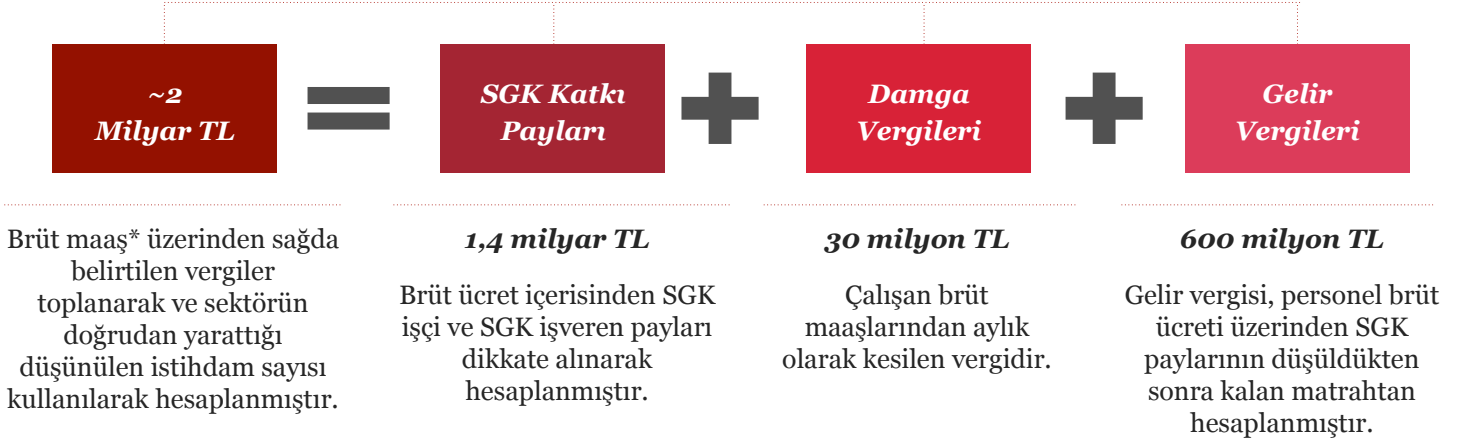 ~2
Milyar TL
=
SGK Katkı
Payları
+
Damga
Vergileri
+
Gelir
Vergileri
Brüt maaş* üzerinden sağda
belirtilen vergiler
toplanarak ve sektörün
doğrudan yarattığı
düşünülen istihdam sayısı
kullanılarak hesaplanmıştır.
1,4 milyar TL
Brüt ücret içerisinden SGK
işçi ve SGK işveren payları
dikkate alınarak
hesaplanmıştır.
30 milyon TL
Çalışan brüt
maaşlarından aylık
olarak kesilen vergidir.
600 milyon TL
Gelir vergisi, personel brüt
ücreti üzerinden SGK
paylarının düşüldükten
sonra kalan matrahtan
hesaplanmıştır.